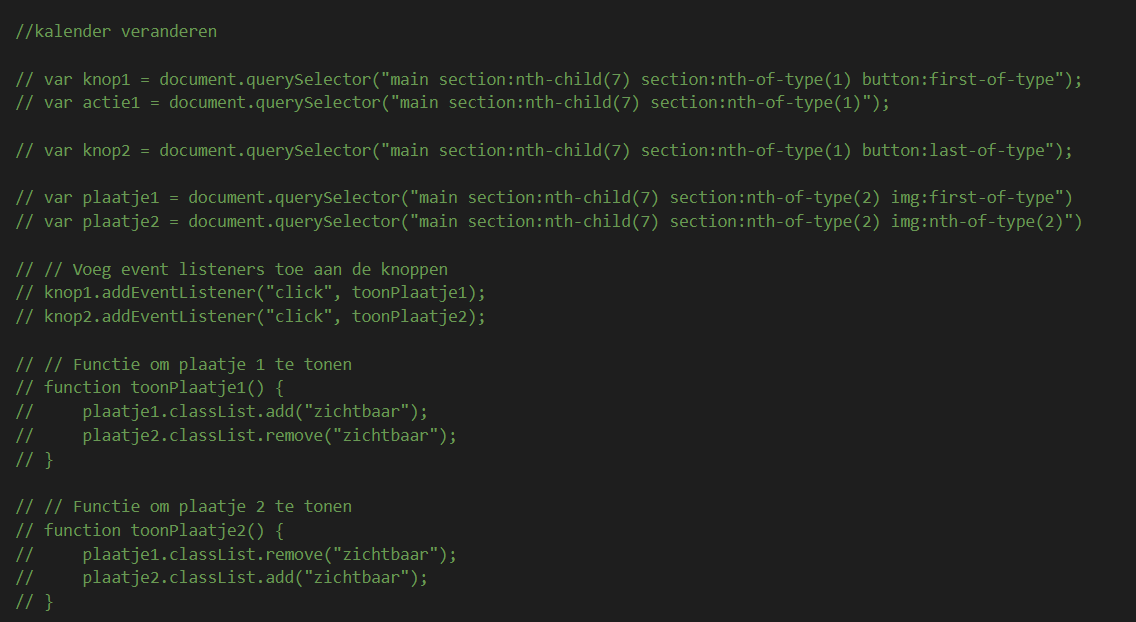 //kalender veranderen
// var knop1 = document.querySelector("main section:nth-child(7) section:nth-of-type(1) button:first-of-type");
// var actie1 = document.querySelector("main section:nth-child(7) section:nth-of-type(1)");
// var knop2 = document.querySelector("main section:nth-child(7) section:nth-of-type(1) button:last-of-type");
// var plaatje1 = document.querySelector("main section:nth-child(7) section:nth-of-type(2) img:first-of-type")
// var plaatje2 = document.querySelector("main section:nth-child(7) section:nth-of-type(2) img:nth-of-type(2)")
// // Voeg event listeners toe aan de knoppen
// knop1.addEventListener("click", toonPlaatje1);
// knop2.addEventListener("click", toonPlaatje2);
// // Functie om plaatje 1 te tonen
// function toonPlaatje1() {
//     plaatje1.classList.add("zichtbaar");
//     plaatje2.classList.remove("zichtbaar");
// }
// // Functie om plaatje 2 te tonen
// function toonPlaatje2() {
//     plaatje1.classList.remove("zichtbaar");
//     plaatje2.classList.add("zichtbaar");
// }